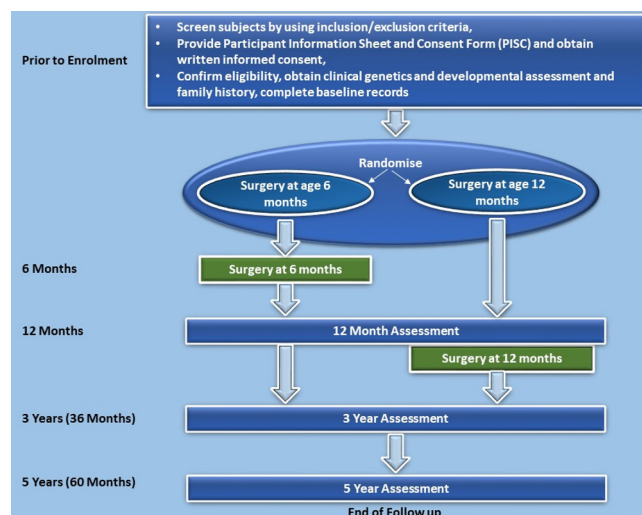 • Screen subjects by using inclusion/exclusion criteria,
• Provide Participant Information Sheet and Consent Form (PISC) and obtain
written informed consent,
• Confirm eligibility, obtain clinical genetics and developmental assessment and
family history, complete baseline records
Prior to Enrolment
Randomise
Surgery at age 6
months
Surgery at age 12
months
6 Months
Surgery at 6 months
12 Months
12 Month Assessment
Surgery at 12 months
3 Years (36 Months)
3 Year Assessment
5 Years (60 Months)
5 Year Assessment
End of Follow up